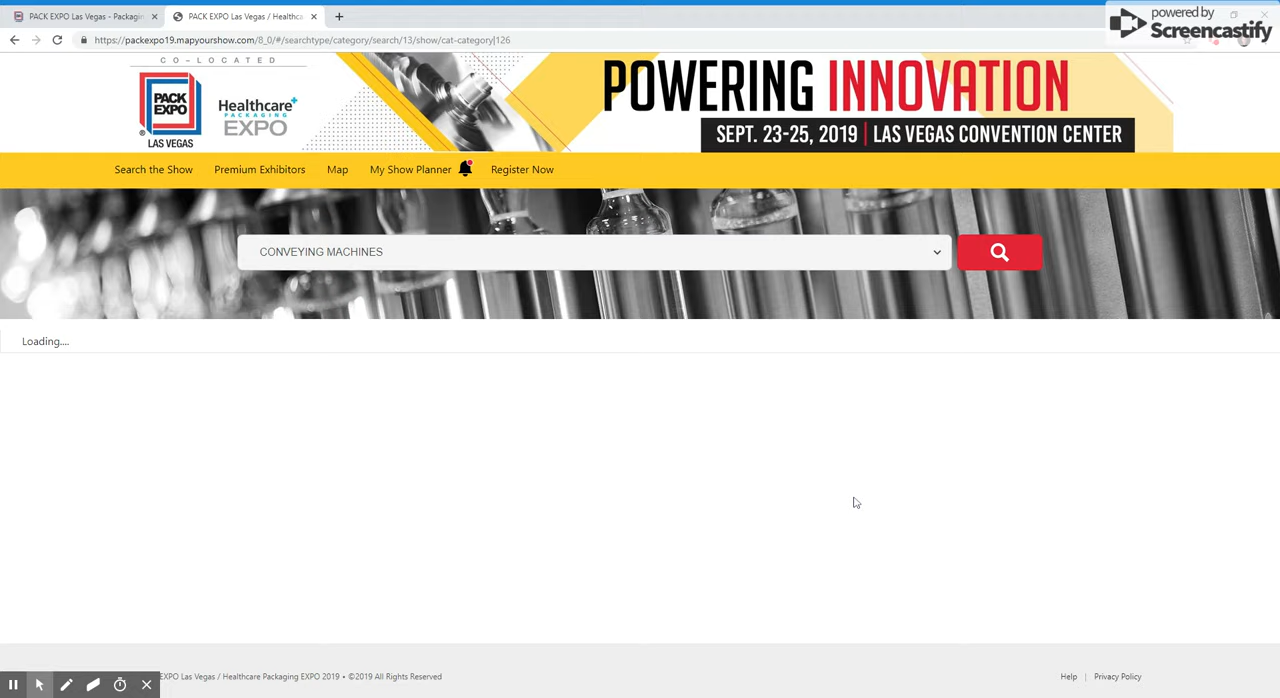 PACK EXPO Las Vegas - Packagin
PACK EXPO Las Vegas / Healthca
powered by
Screencastify
https://packexpo19.mapyourshow.com/8_0/#/searchtype/category/search/13/show/cat-category|126
CO-LOCATED
PACK
EXPO
®
LAS VEGAS
Healthcare
PACKAGING
EXPO
POWERING INNOVATION
SEPT. 23-25, 2019 | LAS VEGAS CONVENTION CENTER
Search the Show
Premium Exhibitors
Map
My Show Planner
Register Now
CONVEYING MACHINES
Loading....
EXPO Las Vegas / Healthcare Packaging EXPO 2019 • ©2019 All Rights Reserved
Help | Privacy Policy